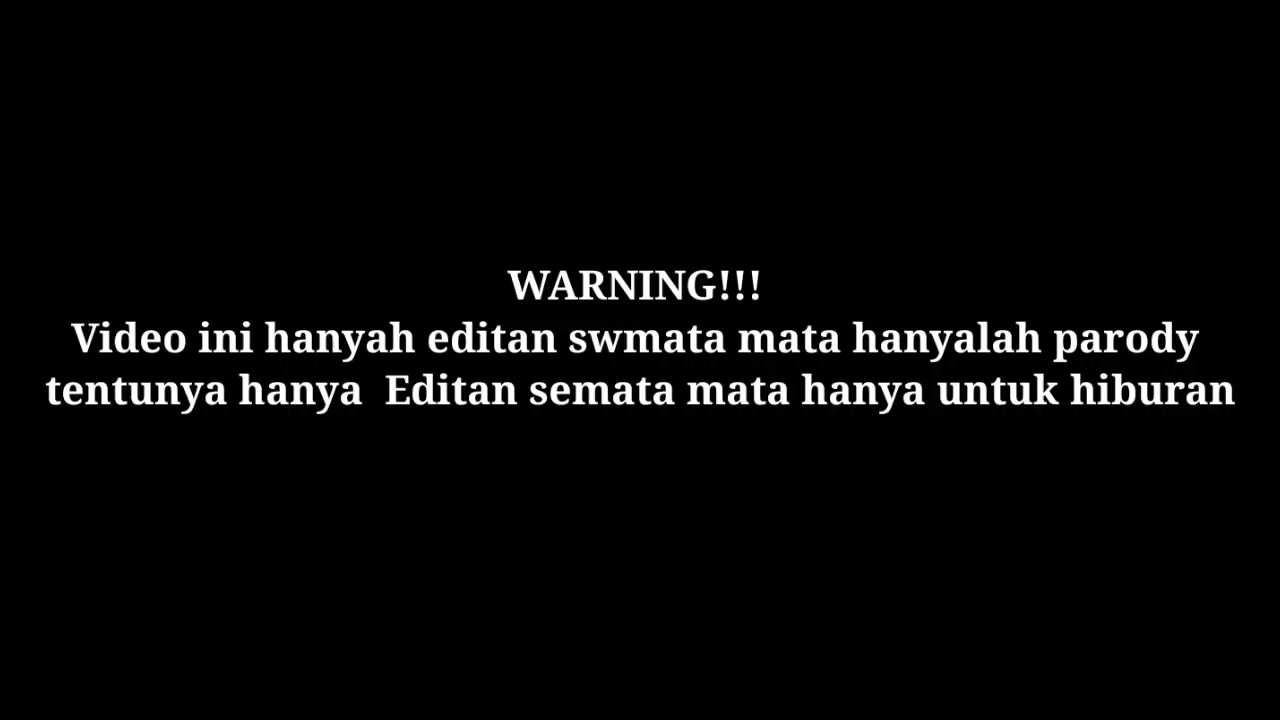 WARNING!!!
Video ini hanyah editan swmata mata hanyalah parody
tentunya hanya  Editan semata mata hanya untuk hiburan